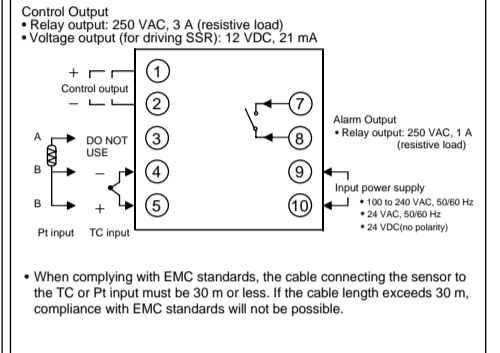 Control Output
• Relay output: 250 VAC, 3 A (resistive load)
• Voltage output (for driving SSR): 12 VDC, 21 mA
+
Control output
−
1
2
3
4
5
7
8
9
10
A
B
B
DO NOT
USE
−
+
Pt input
TC input
Alarm Output
• Relay output: 250 VAC, 1 A
(resistive load)
Input power supply
• 100 to 240 VAC, 50/60 Hz
• 24 VAC, 50/60 Hz
• 24 VDC(no polarity)
• When complying with EMC standards, the cable connecting the sensor to
the TC or Pt input must be 30 m or less. If the cable length exceeds 30 m,
compliance with EMC standards will not be possible.